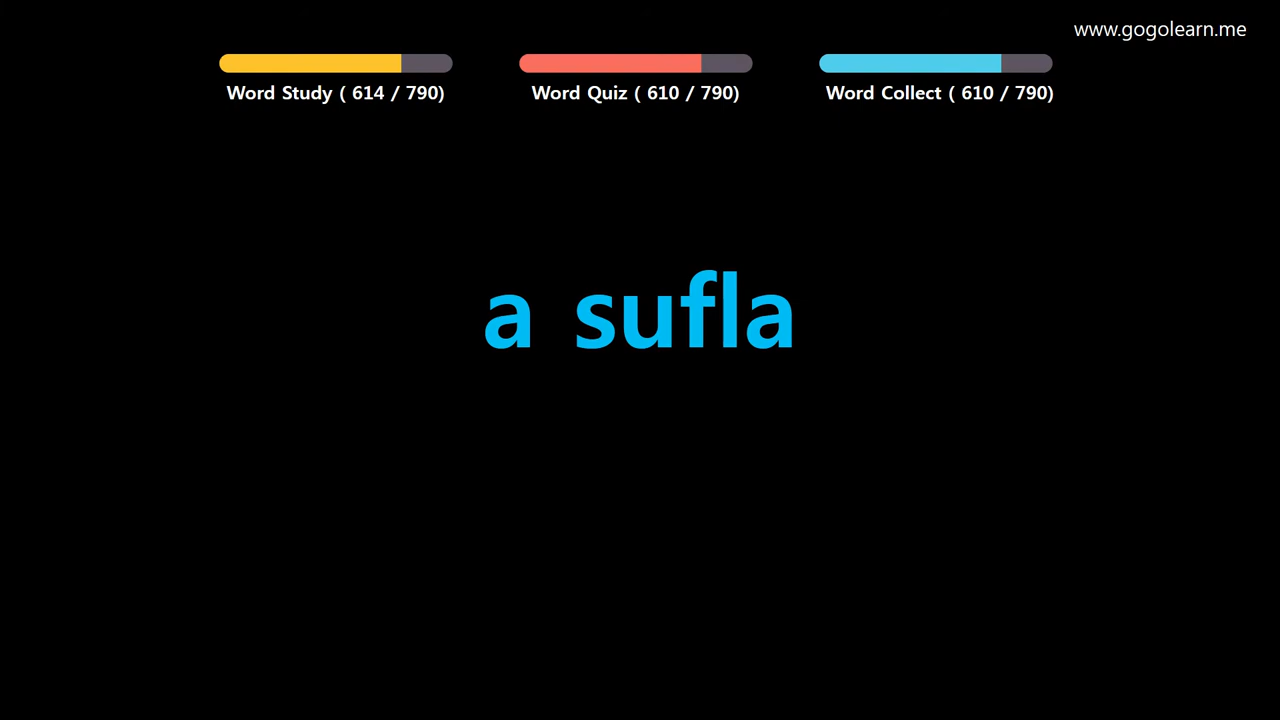 www.gogolearn.me
Word Study ( 614 / 790)
Word Quiz ( 610 / 790)
Word Collect ( 610 / 790)
a sufla